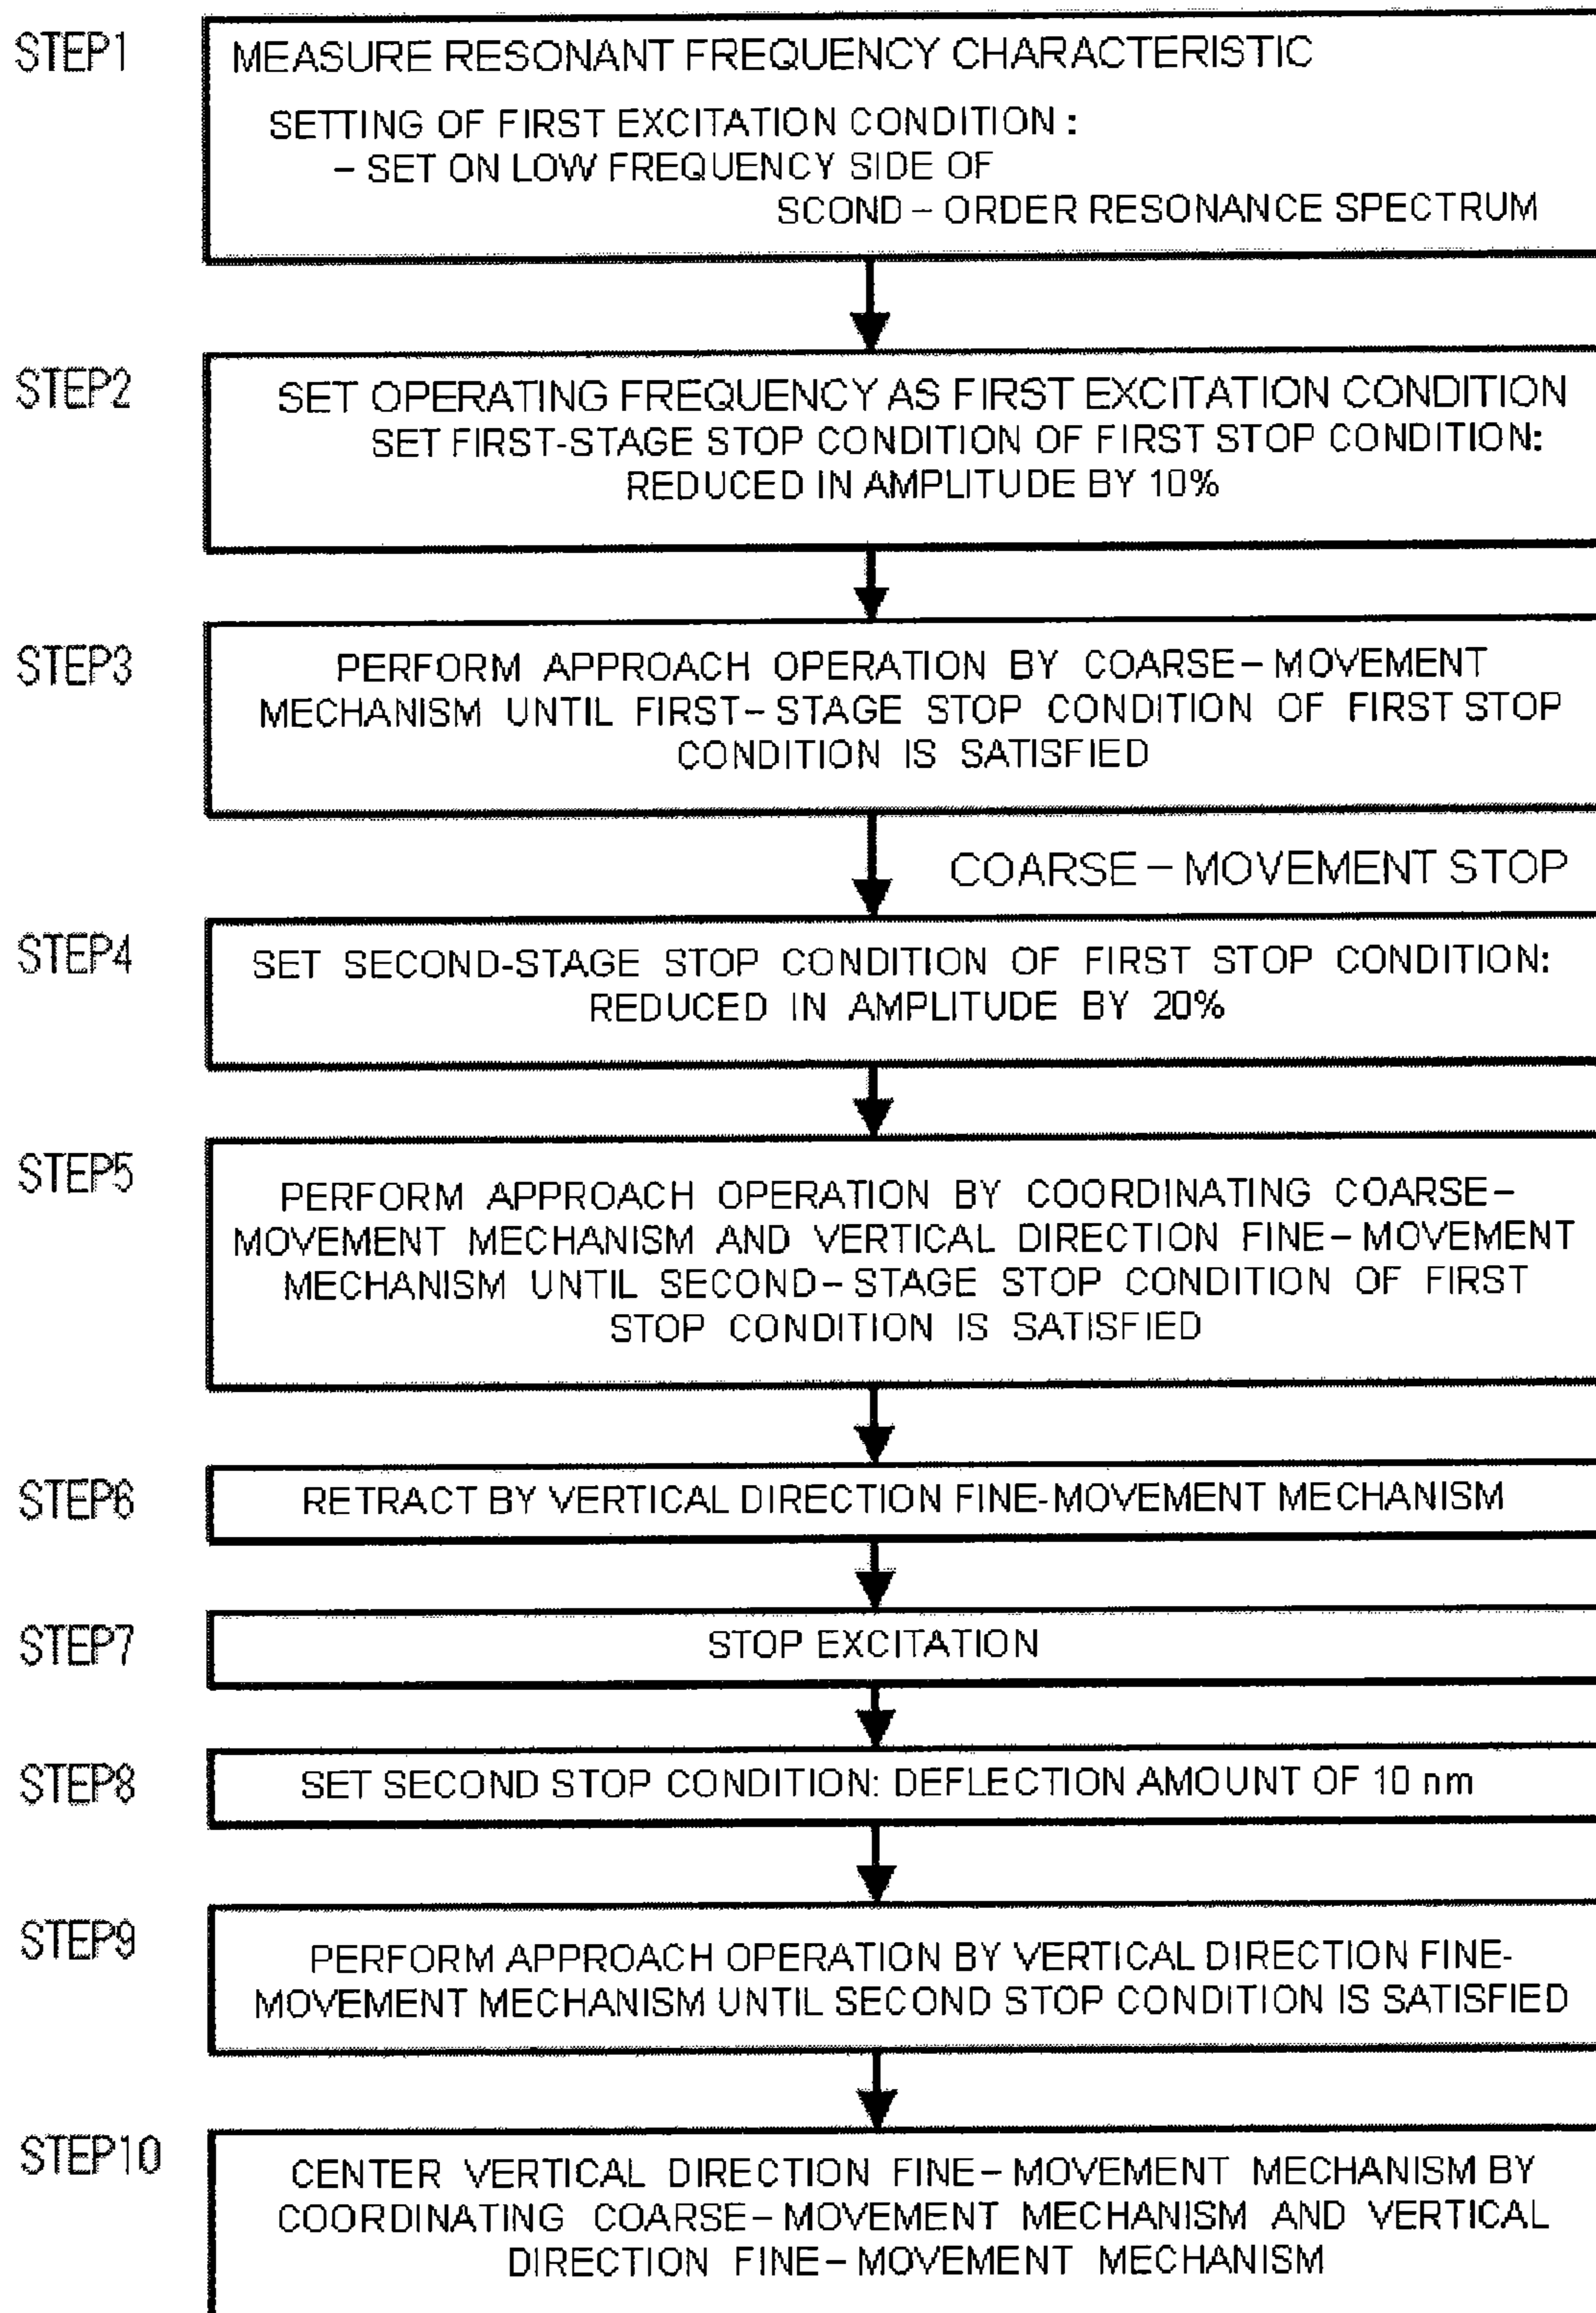 STEP1
MEASURE RESONANT FREQUENCY CHARACTERISTIC
SETTING OF FIRST EXCITATION CONDITION :
– SET ON LOW FREQUENCY SIDE OF
SCOND – ORDER RESONANCE SPECTRUM
STEP2
SET OPERATING FREQUENCY AS FIRST EXCITATION CONDITION
SET FIRST-STAGE STOP CONDITION OF FIRST STOP CONDITION:
REDUCED IN AMPLITUDE BY 10%
STEP3
PERFORM APPROACH OPERATION BY COARSE – MOVEMENT
MECHANISM UNTIL FIRST – STAGE STOP CONDITION OF FIRST STOP
CONDITION IS SATISFIED
COARSE – MOVEMENT STOP
STEP4
SET SECOND-STAGE STOP CONDITION OF FIRST STOP CONDITION:
REDUCED IN AMPLITUDE BY 20%
STEP5
PERFORM APPROACH OPERATION BY COORDINATING COARSE –
MOVEMENT MECHANISM AND VERTICAL DIRECTION FINE – MOVEMENT
MECHANISM UNTIL SECOND – STAGE STOP CONDITION OF FIRST
STOP CONDITION IS SATISFIED
STEP6
RETRACT BY VERTICAL DIRECTION FINE-MOVEMENT MECHANISM
STEP7
STOP EXCITATION
STEP8
SET SECOND STOP CONDITION: DEFLECTION AMOUNT OF 10 nm
STEP9
PERFORM APPROACH OPERATION BY VERTICAL DIRECTION FINE-
MOVEMENT MECHANISM UNTIL SECOND STOP CONDITION IS SATISFIED
STEP10
CENTER VERTICAL DIRECTION FINE – MOVEMENT MECHANISM BY
COORDINATING COARSE – MOVEMENT MECHANISM AND VERTICAL
DIRECTION FINE – MOVEMENT MECHANISM